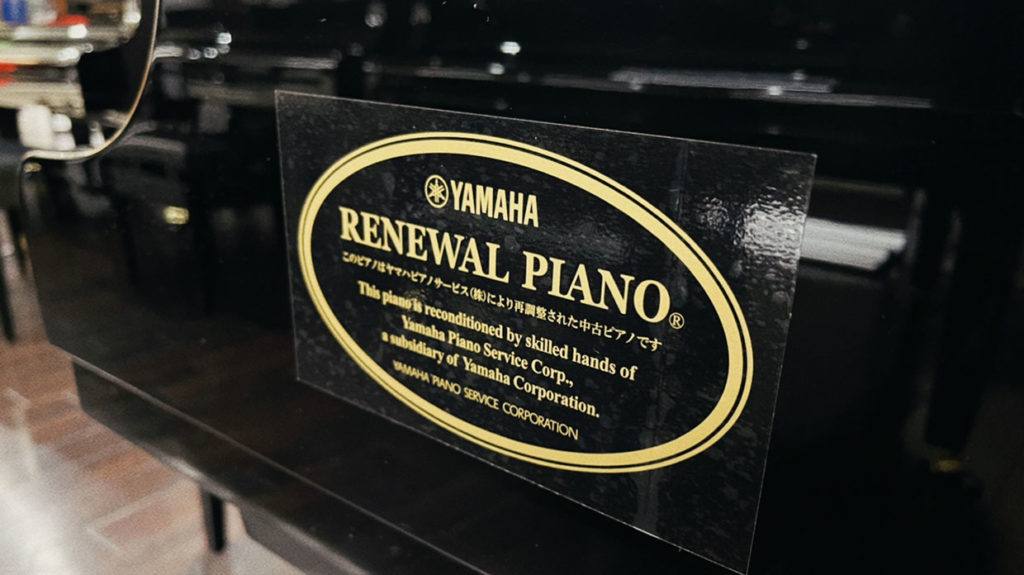 YAMAHA
RENEWAL PIANO®
このピアノはヤマハピアノサービス(株)により再調整された中古ピアノです
This piano is reconditioned by skilled hands of
Yamaha Piano Service Corp.,
a subsidiary of Yamaha Corporation.
YAMAHA PIANO SERVICE CORPORATION